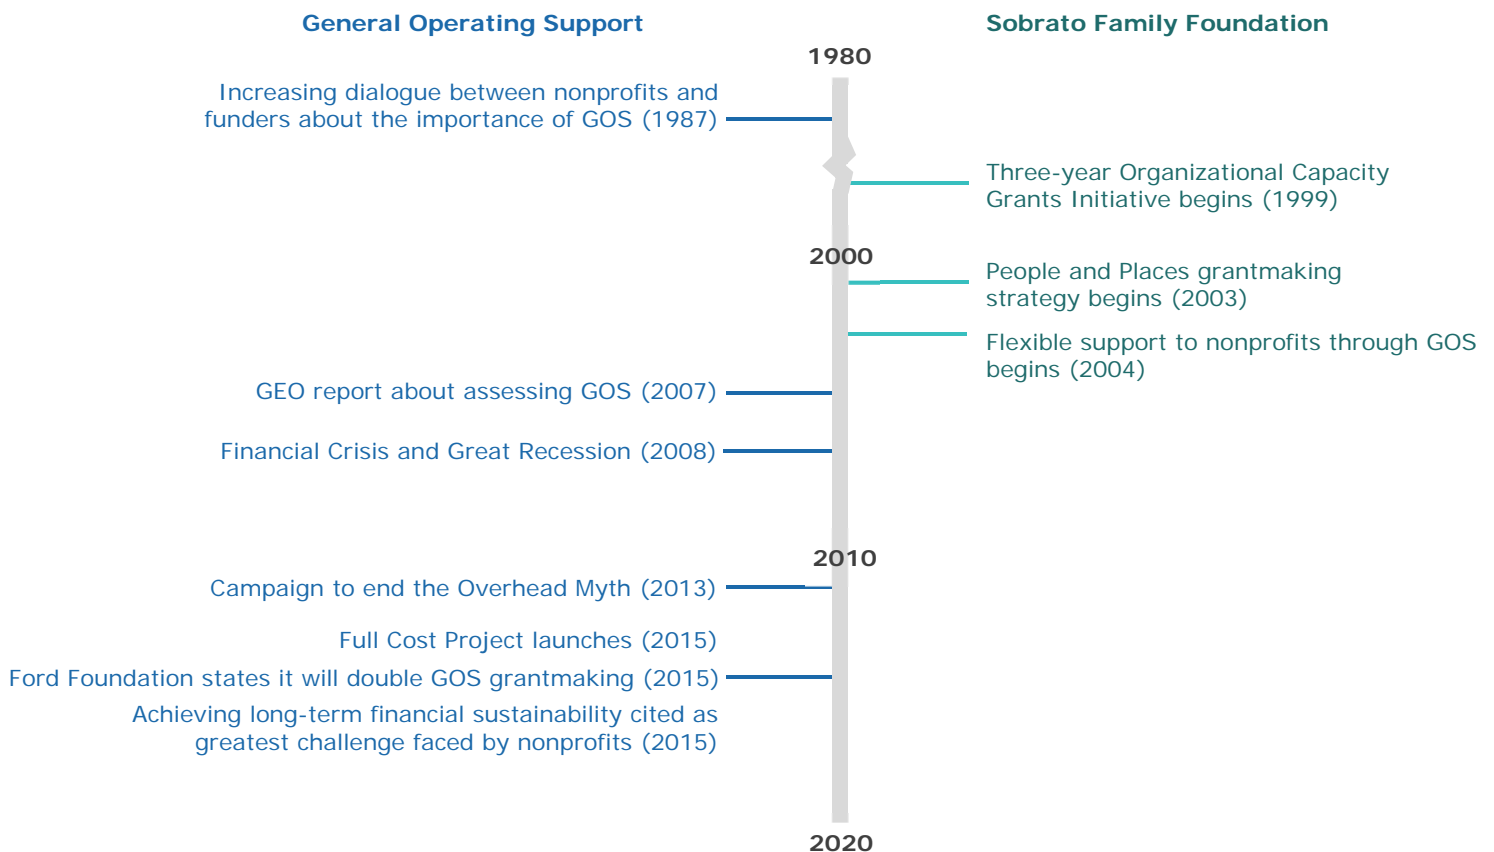 General Operating Support
Sobrato Family Foundation
1980
Increasing dialogue between nonprofits and
funders about the importance of GOS (1987)
Three-year Organizational Capacity
Grants Initiative begins (1999)
2000
People and Places grantmaking
strategy begins (2003)
Flexible support to nonprofits through GOS
begins (2004)
GEO report about assessing GOS (2007)
Financial Crisis and Great Recession (2008)
2010
Campaign to end the Overhead Myth (2013)
Full Cost Project launches (2015)
Ford Foundation states it will double GOS grantmaking (2015)
Achieving long-term financial sustainability cited as
greatest challenge faced by nonprofits (2015)
2020